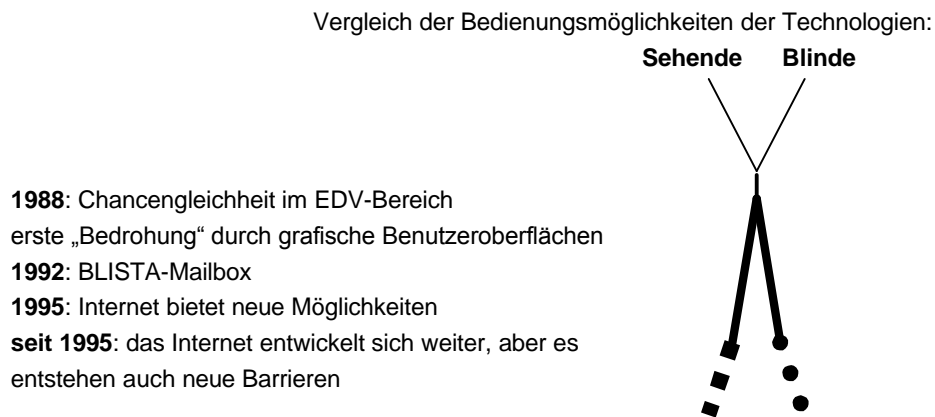 Vergleich der Bedienungsmöglichkeiten der Technologien:
Sehende Blinde
1988: Chancengleichheit im EDV-Bereich
erste „Bedrohung“ durch grafische Benutzeroberflächen
1992: BLISTA-Mailbox
1995: Internet bietet neue Möglichkeiten
seit 1995: das Internet entwickelt sich weiter, aber es
entstehen auch neue Barrieren